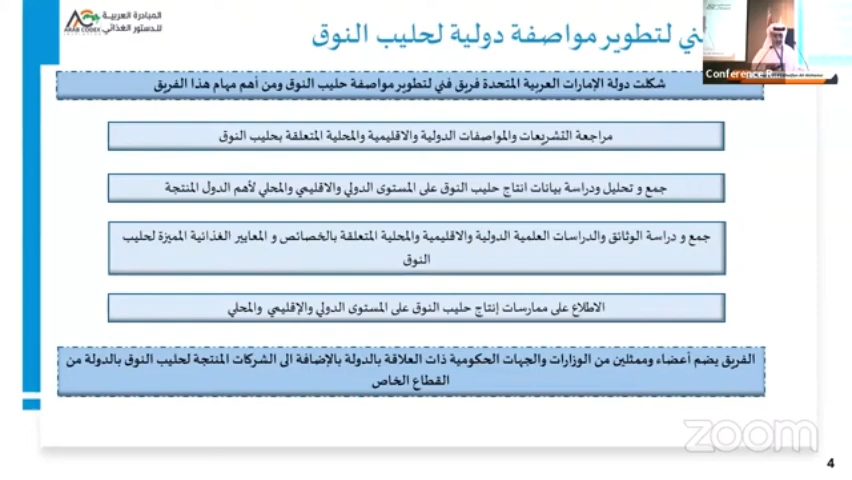 المبادرة العربية
للدستور الغذائي
ARAB CODEX
لتطوير مواصفة دولية لحليب النوق
Conference R
شكلت دولة الإمارات العربية المتحدة فريق فني لتطوير مواصفة حليب النوق ومن أهم مهام هذا الفريق
مراجعة التشريعات والمواصفات الدولية والاقليمية والمحلية المتعلقة بحليب النوق
جمع و تحليل ودراسة بيانات انتاج حليب النوق على المستوى الدولي والاقليمي والمحلي لأهم الدول المنتجة
جمع و دراسة الوثائق والدراسات العلمية الدولية والاقليمية والمحلية المتعلقة بالخصائص و المعايير الغذائية المميزة لحليب
النوق
الاطلاع على ممارسات إنتاج حليب النوق على المستوى الدولي والإقليمي والمحلي
الفريق يضم أعضاء وممثلين من الوزارات والجهات الحكومية ذات العلاقة بالدولة بالإضافة الى الشركات المنتجة لحليب النوق بالدولة من
القطاع الخاص
zoom
4